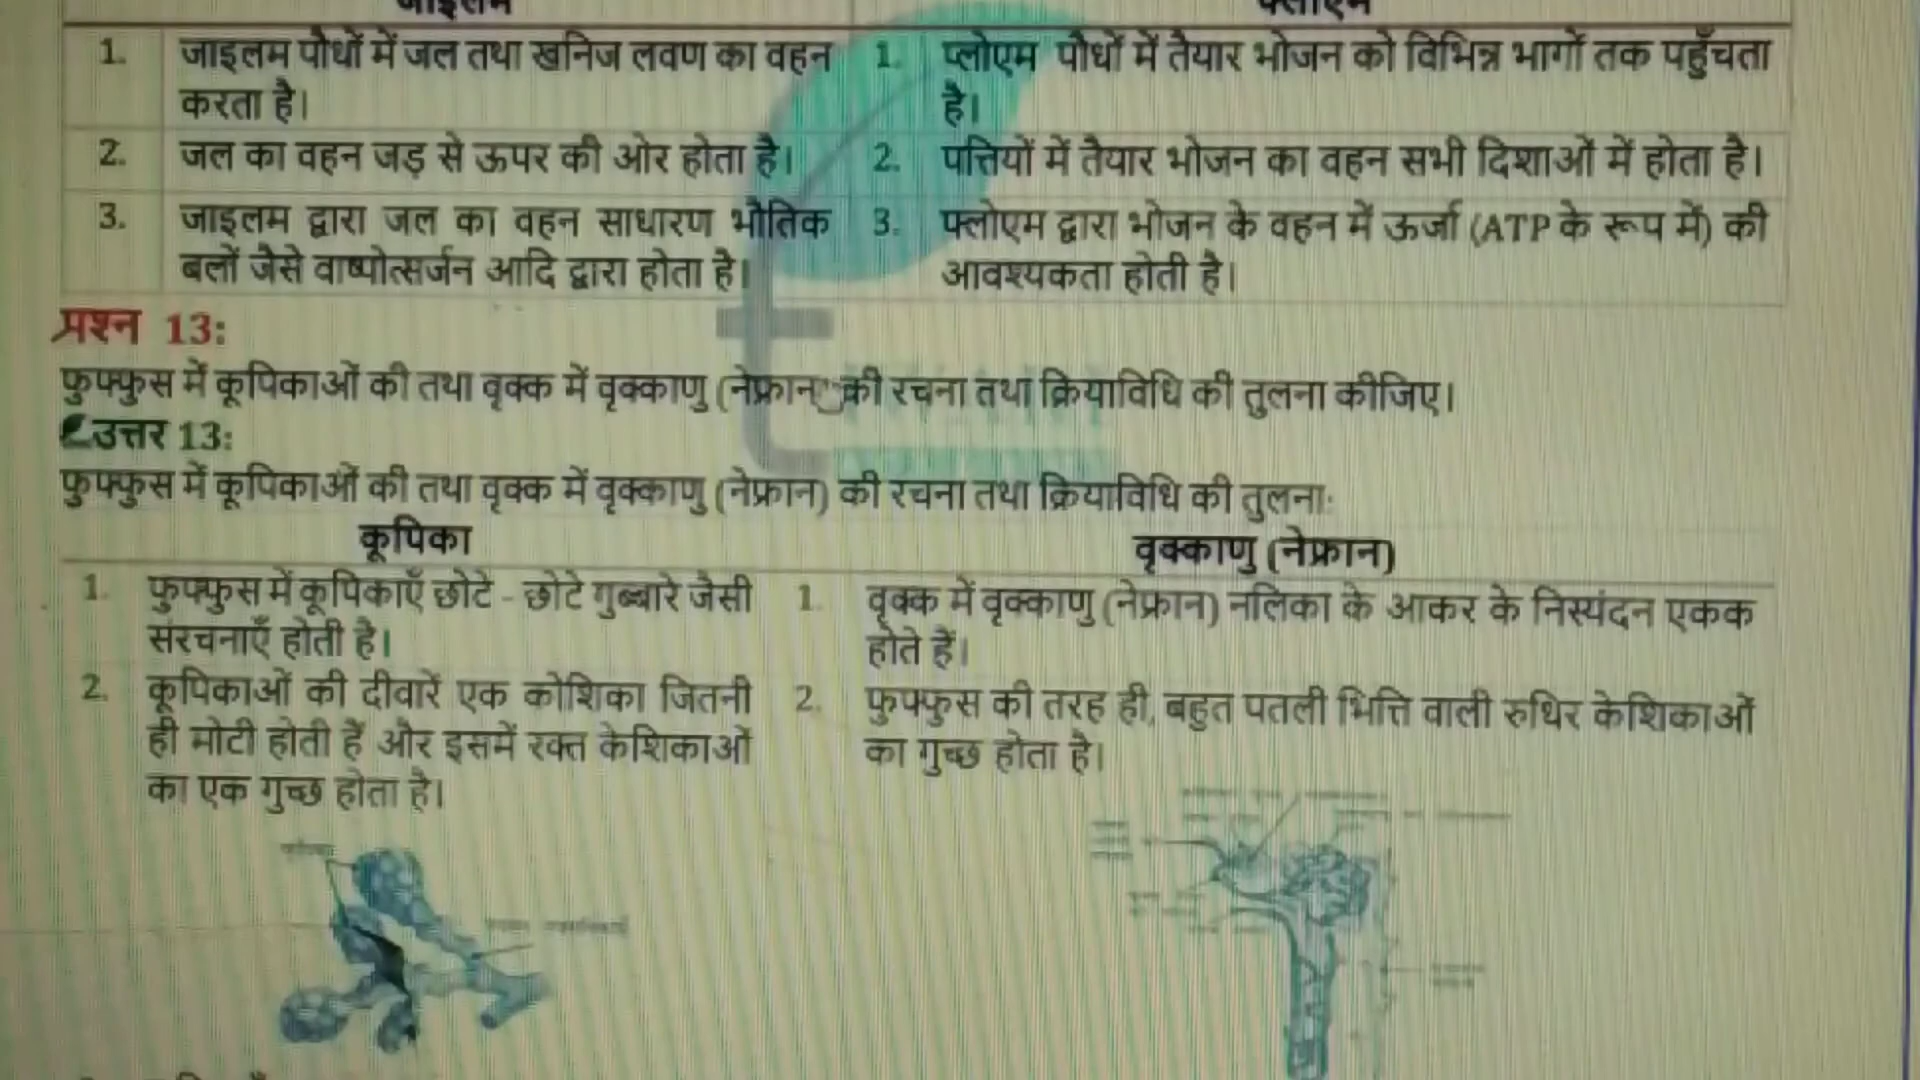 जाइलम फ्लोएम
1. जाइलम पौधों में जल तथा खनिज लवण का वहन 1. प्लोएम पौधों में तैयार भोजन को विभिन्न भागों तक पहुँचता
करता है। है।
2. जल का वहन जड़ से ऊपर की ओर होता है। 2. पत्तियों में तैयार भोजन का वहन सभी दिशाओं में होता है।
3. जाइलम द्वारा जल का वहन साधारण भौतिक 3. फ्लोएम द्वारा भोजन के वहन में ऊर्जा (ATP के रूप में) की
बलों जैसे वाष्पोत्सर्जन आदि द्वारा होता है। आवश्यकता होती है।
प्रश्न 13:
फुफ्फुस में कूपिकाओं की तथा वृक्क में वृक्काणु (नेफ्रान) की रचना तथा क्रियाविधि की तुलना कीजिए।
उत्तर 13:
फुफ्फुस में कूपिकाओं की तथा वृक्क में वृक्काणु (नेफ्रान) की रचना तथा क्रियाविधि की तुलना:
कूपिका वृक्काणु (नेफ्रान)
1. फुफ्फुस में कूपिकाएँ छोटे - छोटे गुब्बारे जैसी 1. वृक्क में वृक्काणु (नेफ्रान) नलिका के आकर के निस्यंदन एकक
संरचनाएँ होती है। होते हैं।
2. कूपिकाओं की दीवारें एक कोशिका जितनी 2. फुफ्फुस की तरह ही, बहुत पतली भित्ति वाली रुधिर केशिकाओं
ही मोटी होती हैं और इसमें रक्त केशिकाओं का गुच्छ होता है।
का एक गुच्छ होता है।